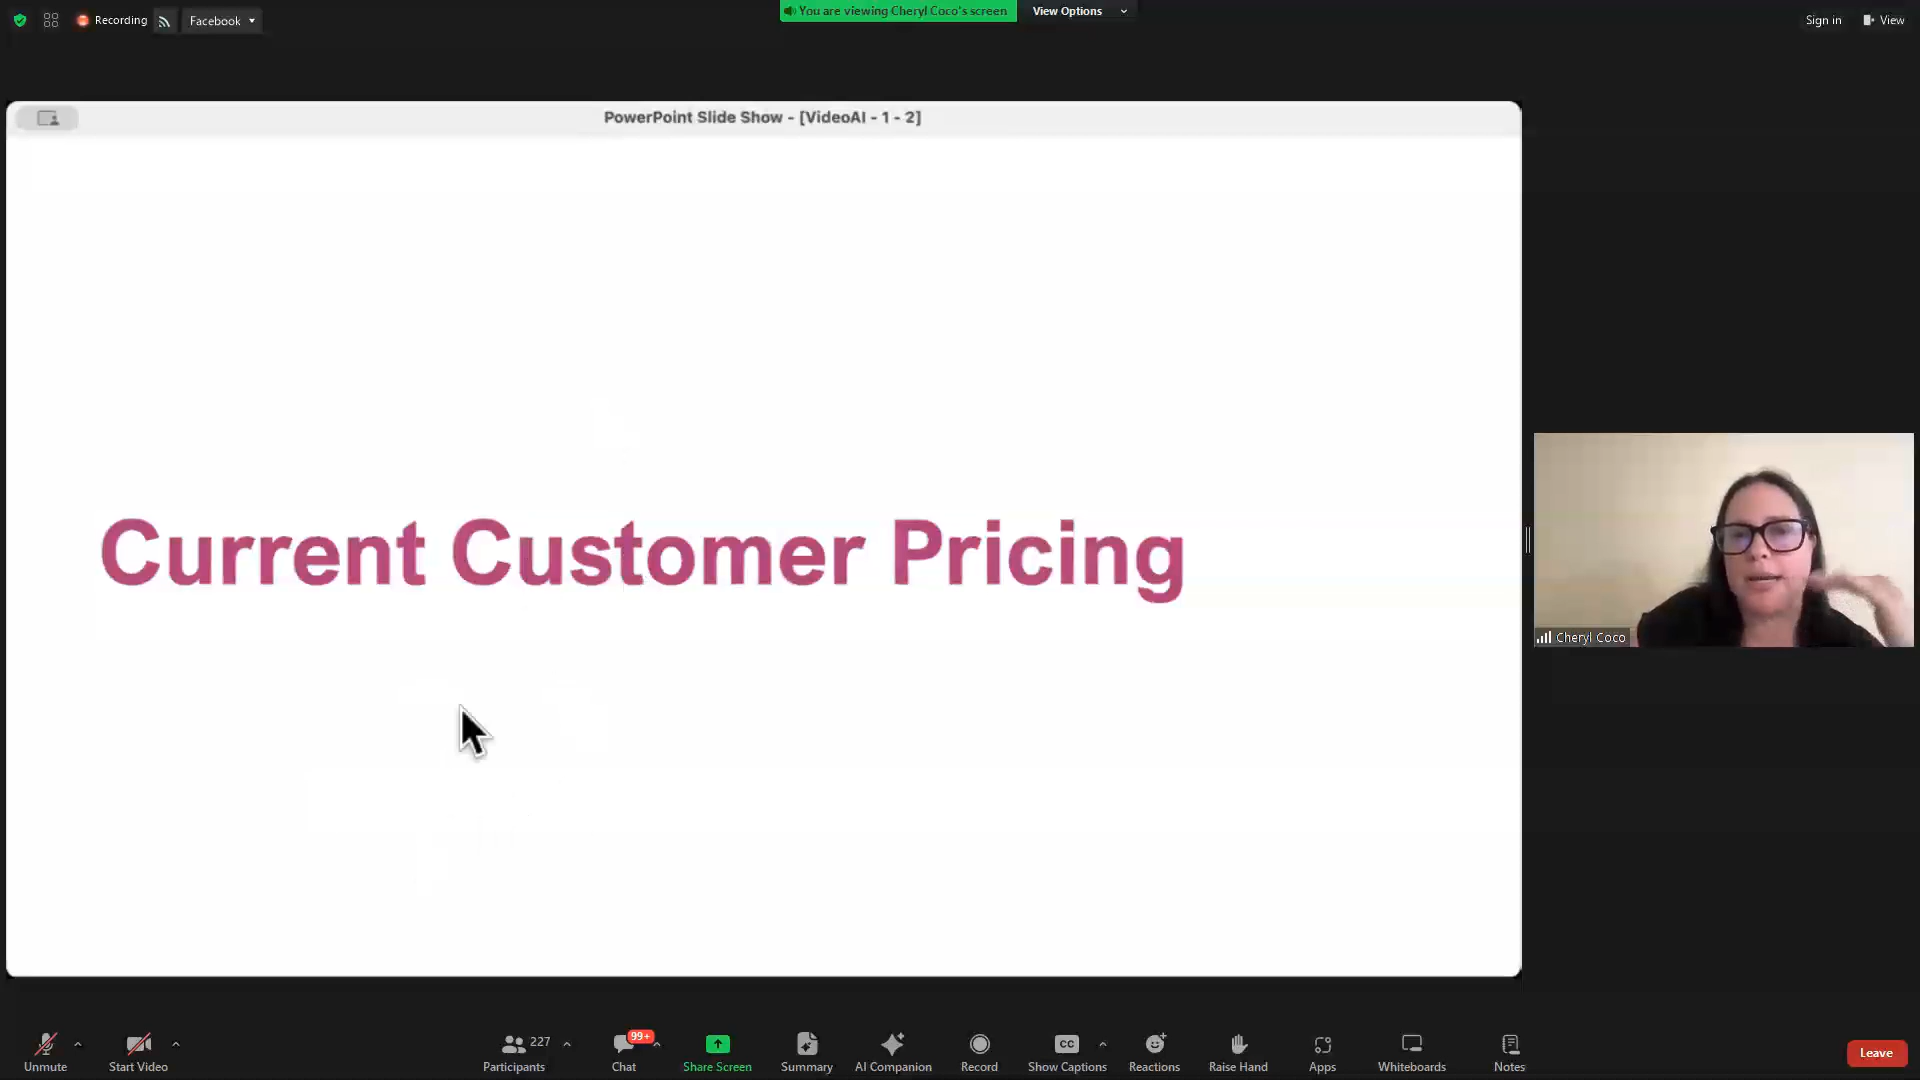 Recording
Facebook
You are viewing Cheryl Coco's screen
View Options
Sign in
View
PowerPoint Slide Show - [VideoAI - 1 - 2]
Current Customer Pricing
Cheryl Coco
Unmute
Start Video
227
Participants
99+
Chat
Share Screen
Summary
AI Companion
Record
CC
Show Captions
Reactions
Raise Hand
Apps
Whiteboards
Notes
Leave